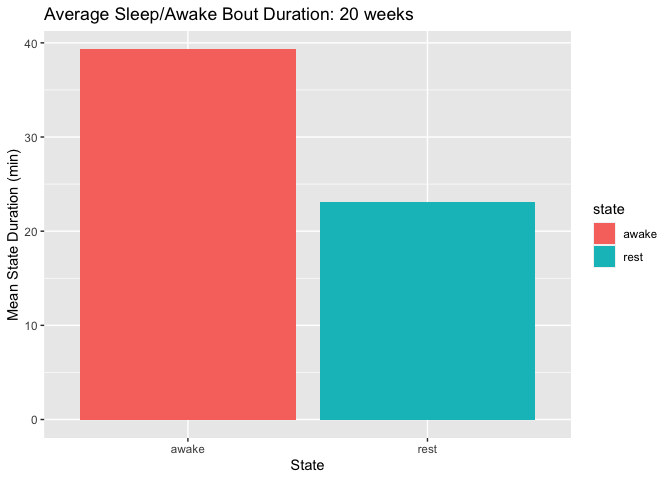 Average Sleep/Awake Bout Duration: 20 weeks
Mean State Duration (min)
40
30
20
10
0
awake
rest
State
state
awake
rest